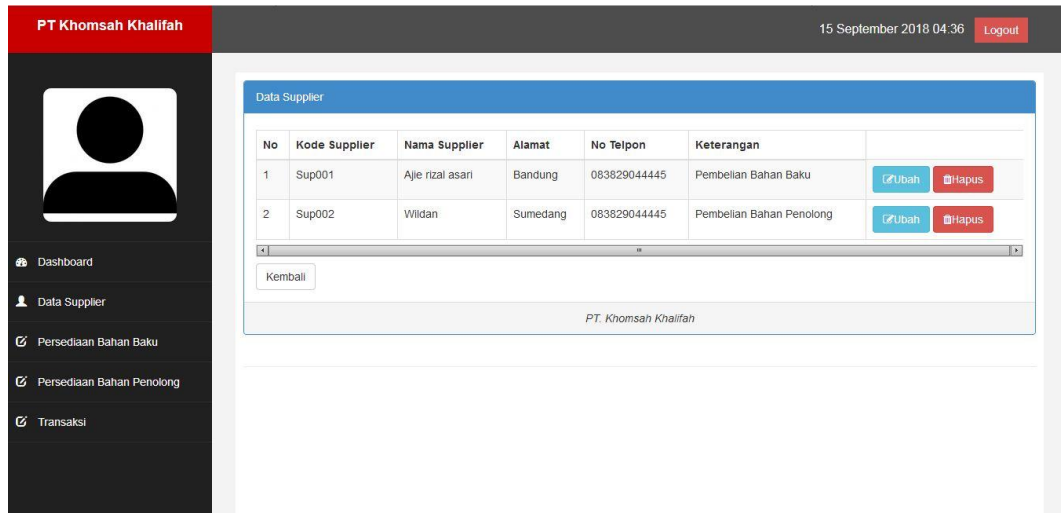 PT Khomsah Khalifah
15 September 2018 04:36 Logout
Data Supplier
No Kode Supplier Nama Supplier Alamat No Telpon Keterangan
1 Sup001 Ajie rizal asari Bandung 083829044445 Pembelian Bahan Baku Ubah Hapus
2 Sup002 Wildan Sumedang 083829044445 Pembelian Bahan Penolong Ubah Hapus
Kembali
PT. Khomsah Khalifah
Dashboard
Data Supplier
Persediaan Bahan Baku
Persediaan Bahan Penolong
Transaksi